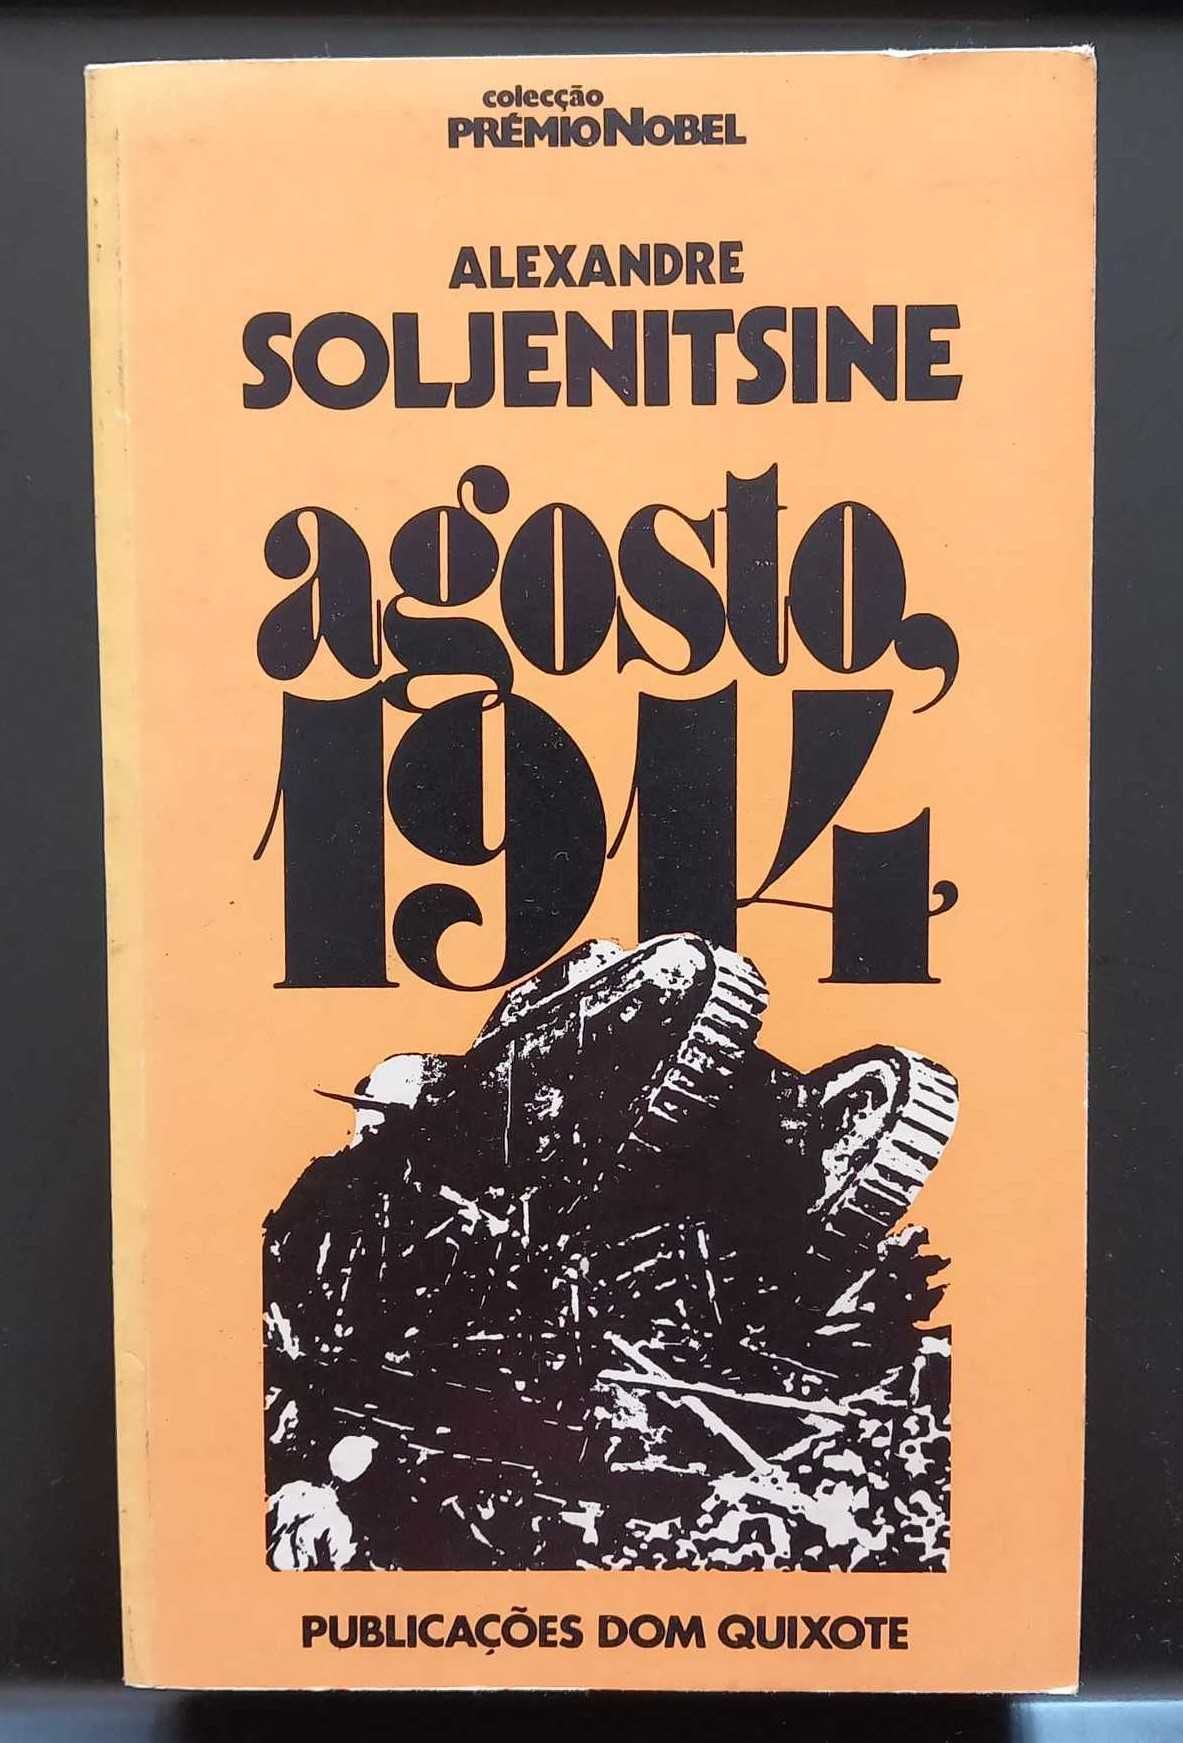 colecção
PRÉMIO NOBEL
ALEXANDRE
SOLJENITSINE
agosto,
1914
PUBLICAÇÕES DOM QUIXOTE